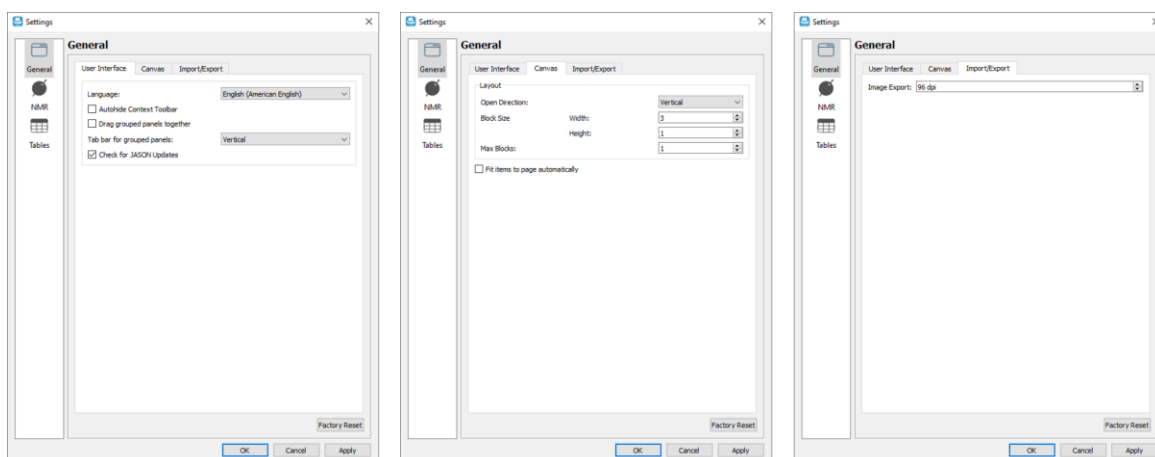 Settings
General
General
NMR
Tables
User Interface
Canvas
Import/Export
Language:
English (American English)
Autohide Context Toolbar
Drag grouped panels together
Tab bar for grouped panels:
Vertical
Check for JASON Updates
Factory Reset
OK
Cancel
Apply
Settings
General
General
NMR
Tables
User Interface
Canvas
Import/Export
Layout
Open Direction:
Vertical
Block Size
Width:
3
Height:
1
Max Blocks:
1
Fit items to page automatically
Factory Reset
OK
Cancel
Apply
Settings
General
General
NMR
Tables
User Interface
Canvas
Import/Export
Image Export:
96 dpi
Factory Reset
OK
Cancel
Apply